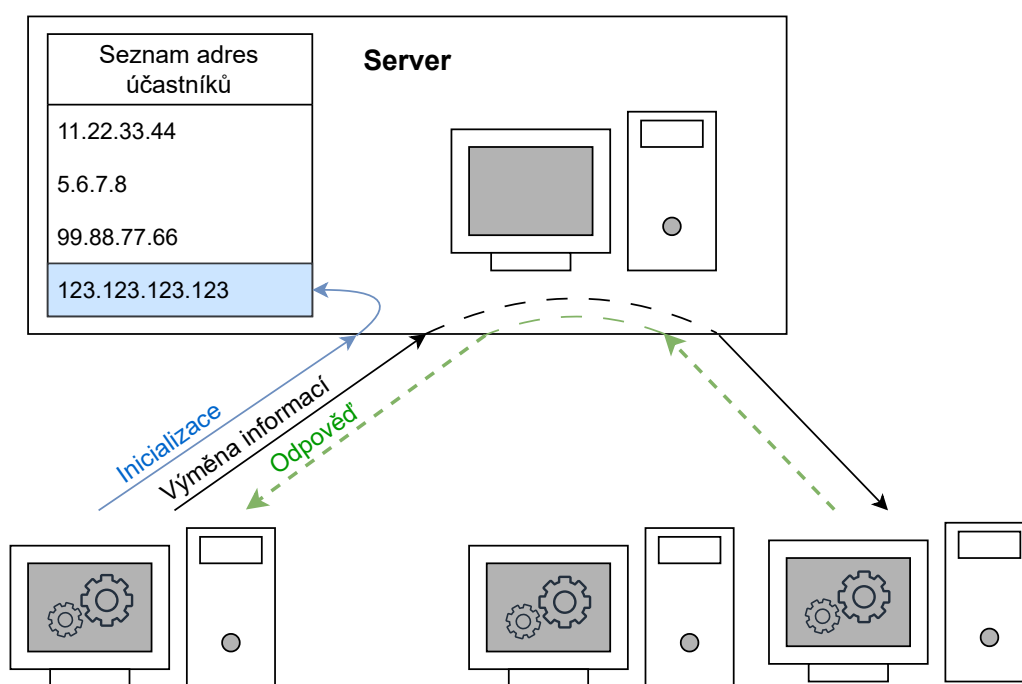 Seznam adres
účastníků
Server
11.22.33.44
5.6.7.8
99.88.77.66
123.123.123.123
Inicializace
Výměna informací
Odpověď